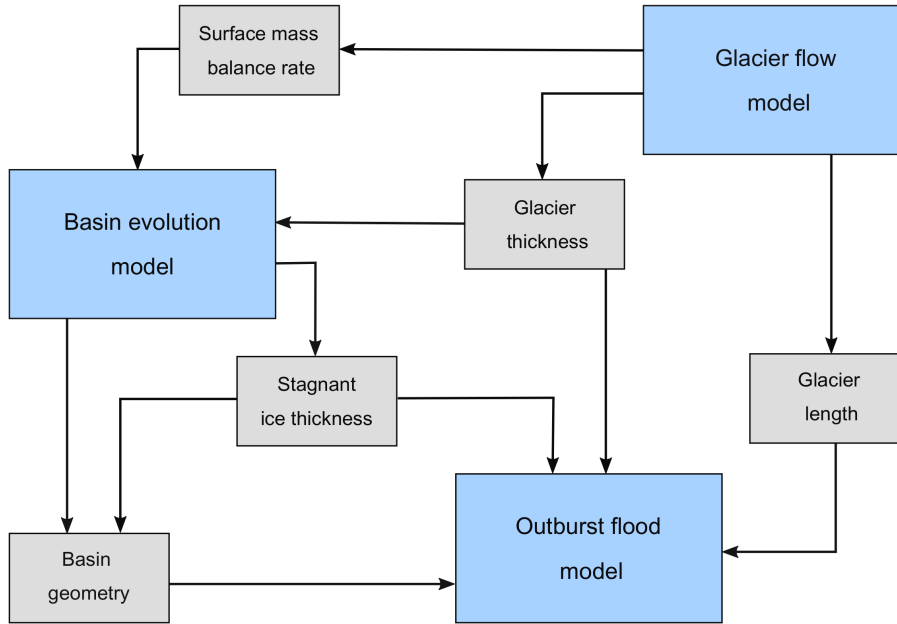 Surface mass
balance rate
Glacier flow
model
Basin evolution
model
Glacier
thickness
Stagnant
ice thickness
Glacier
length
Outburst flood
model
Basin
geometry